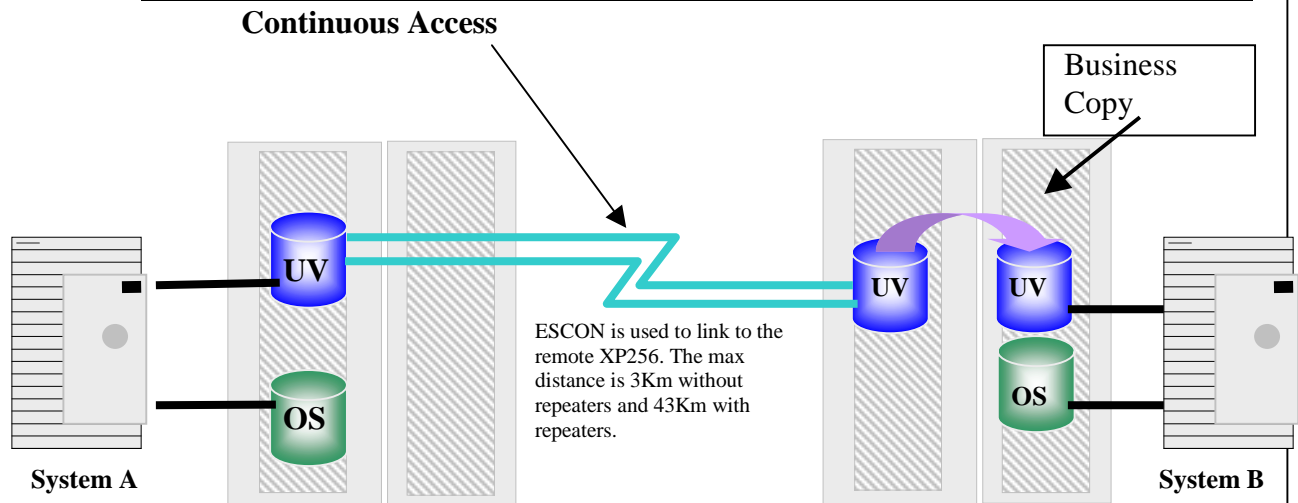 Continuous Access
Business
Copy
UV
UV
UV
ESCON is used to link to the
remote XP256. The max
distance is 3Km without
repeaters and 43Km with
repeaters.
OS
OS
System A
System B